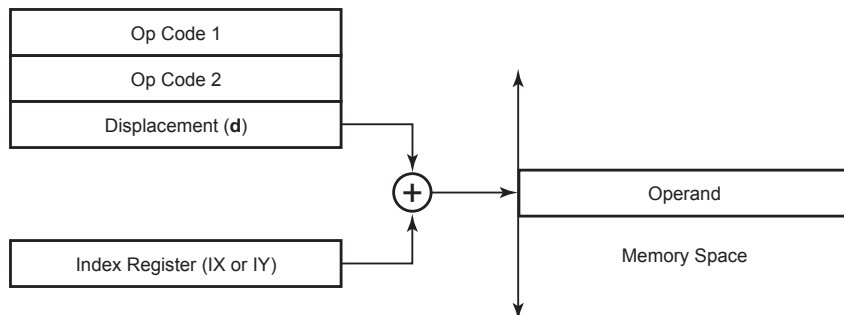 Op Code 1
Op Code 2
Displacement (d)
+
Operand
Memory Space
Index Register (IX or IY)